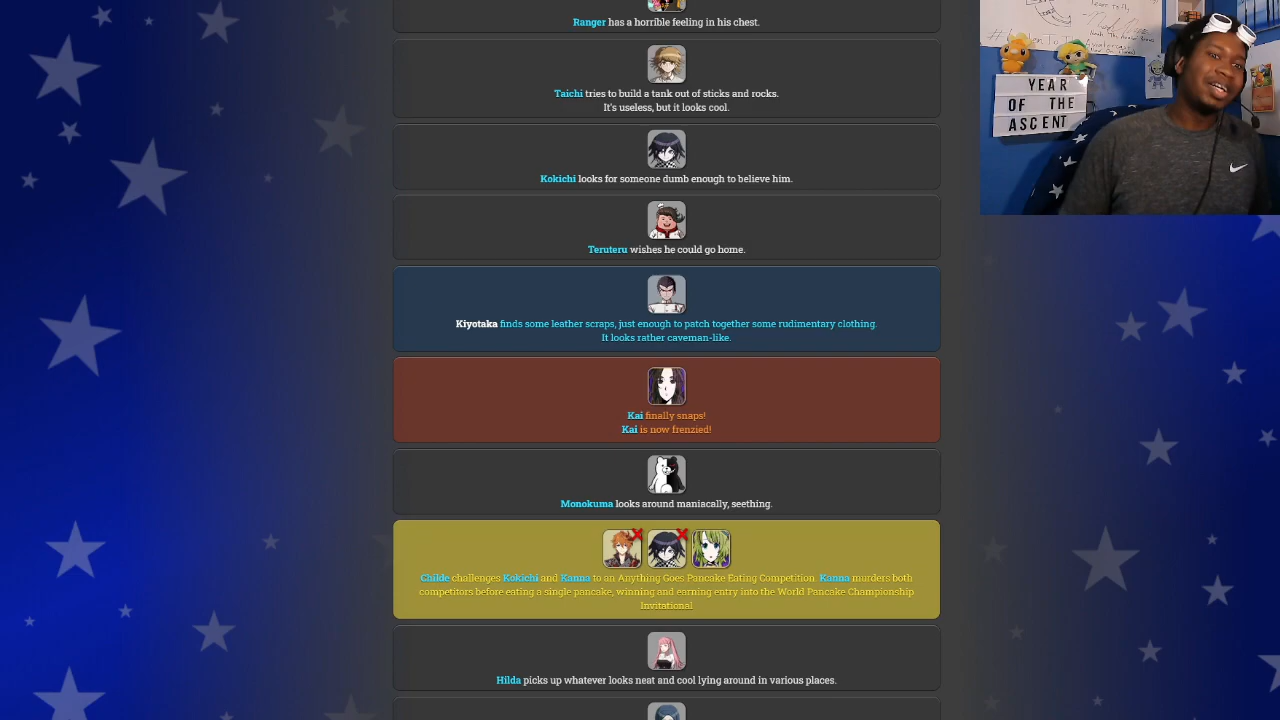 Ranger has a horrible feeling in his chest.
Taichi tries to build a tank out of sticks and rocks.
It's useless, but it looks cool.
Kokichi looks for someone dumb enough to believe him.
Teruteru wishes he could go home.
Kiyotaka finds some leather scraps, just enough to patch together some rudimentary clothing.
It looks rather caveman-like.
Kai finally snaps!
Kai is now frenzied!
Monokuma looks around maniacally, seething.
Childe challenges Kokichi and Kanna to an Anything Goes Pancake Eating Competition. Kanna murders both
competitors before eating a single pancake, winning and earning entry into the World Pancake Championship
Invitational.
Hilda picks up whatever looks neat and cool lying around in various places.
YEAR
OF THE
ASCENT